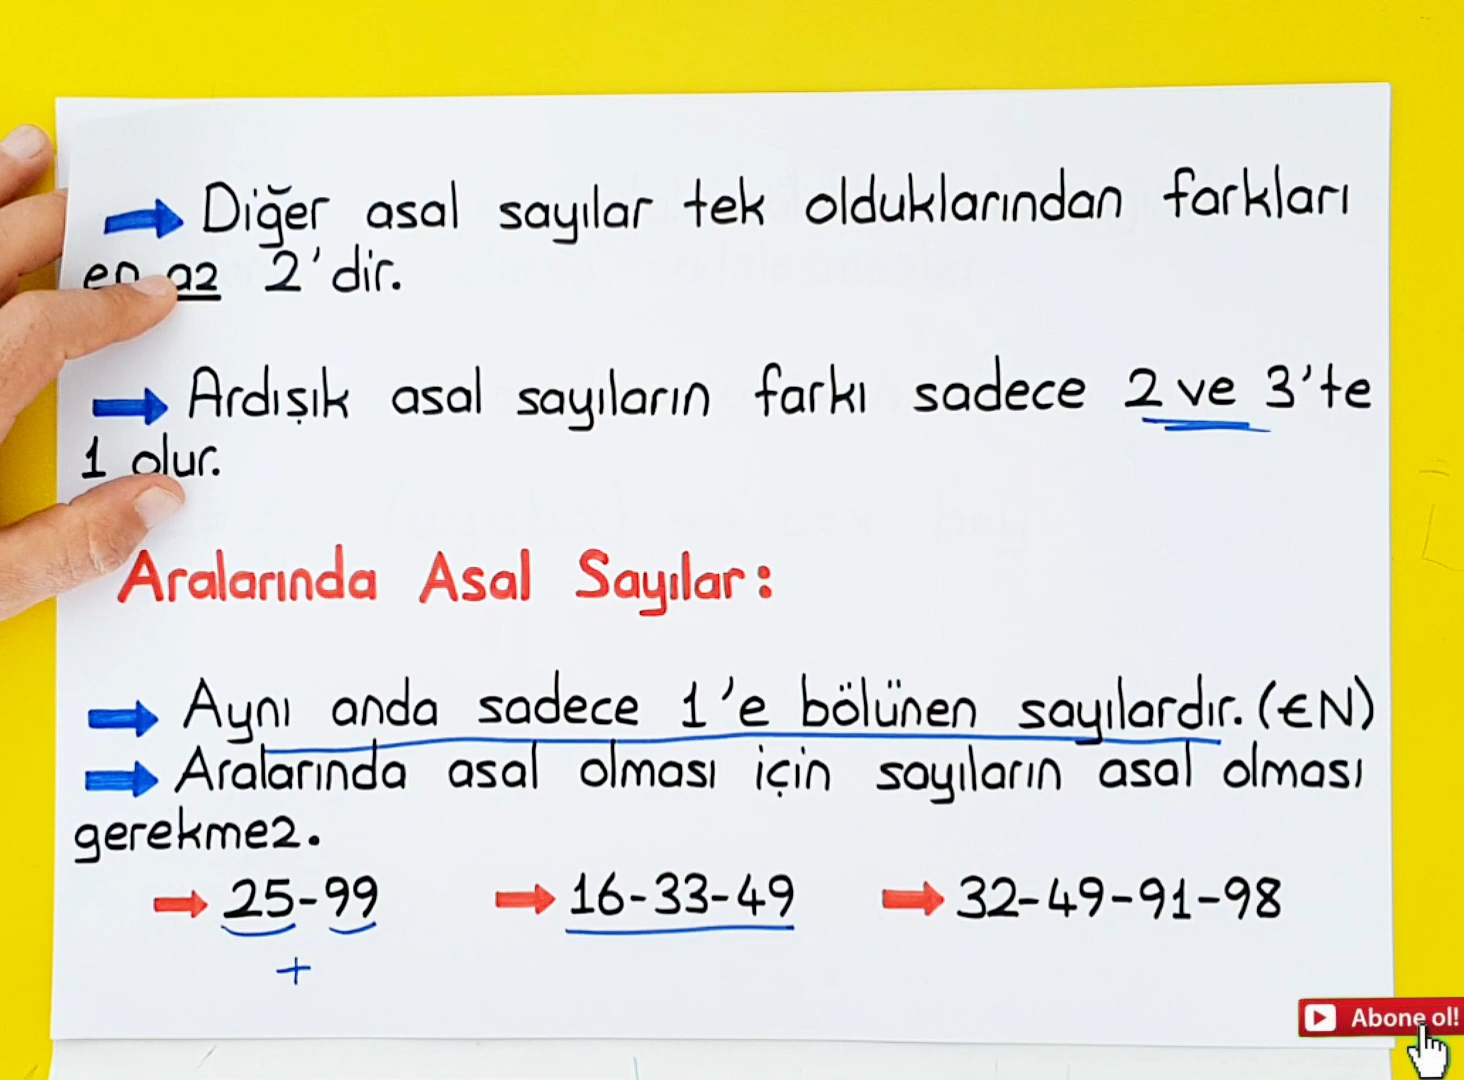 Diğer asal sayılar tek olduklarından farkları
en az 2'dir.
Ardışık asal sayıların farkı sadece 2 ve 3'te
1 olur.
Aralarında Asal Sayılar:
Aynı anda sadece 1'e bölünen sayılardır. (€N)
Aralarında asal olması için sayıların asal olması
gerekmez.
25-99 16-33-49 32-49-91-98
+
Abone ol!